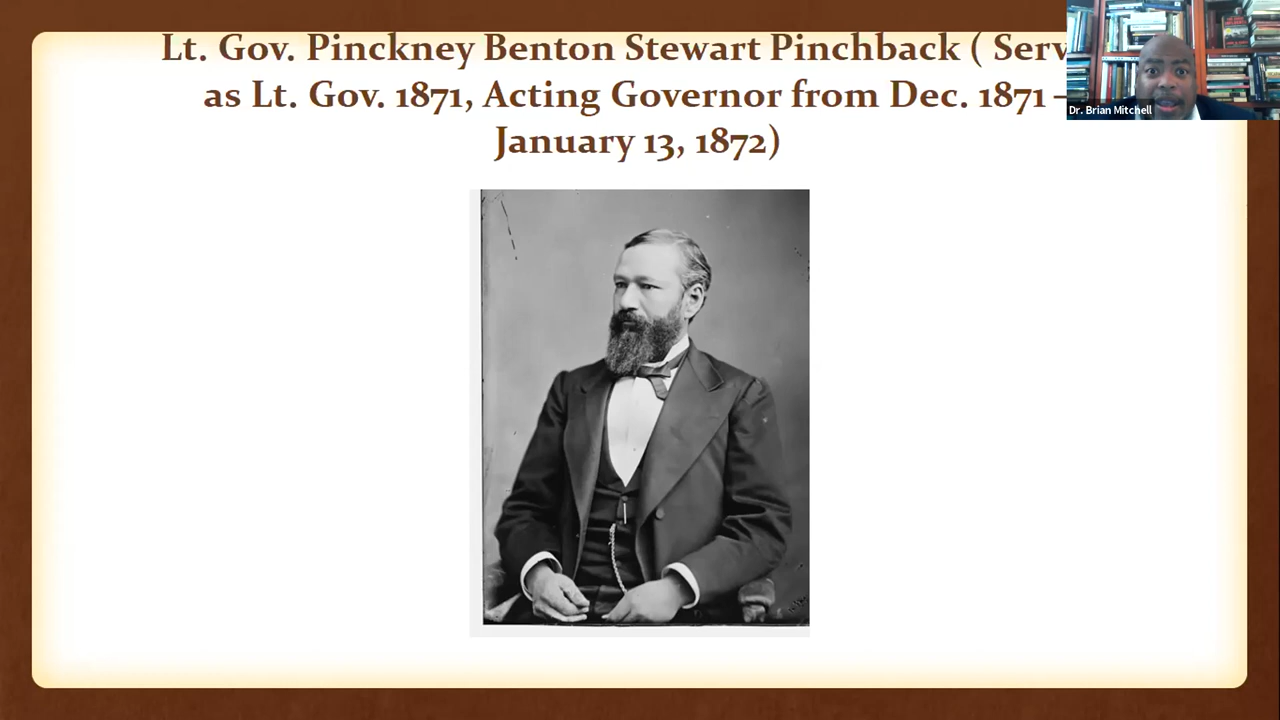 Lt. Gov. Pinckney Benton Stewart Pinchback ( Serv
as Lt. Gov. 1871, Acting Governor from Dec. 1871 –
January 13, 1872)
Dr. Brian Mitchell